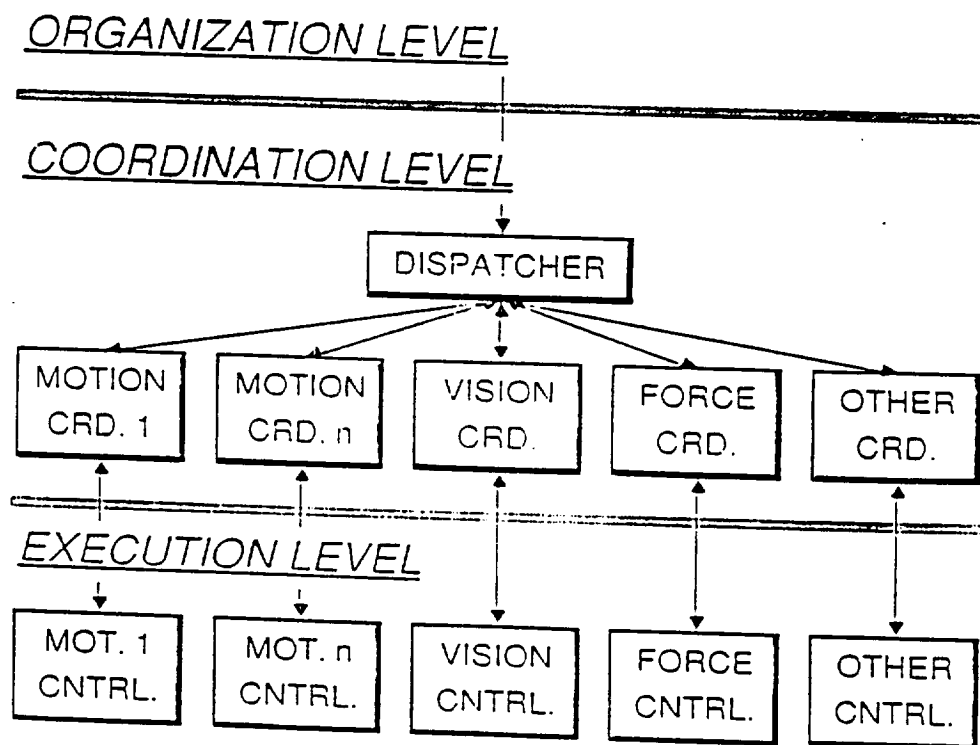 ORGANIZATION LEVEL
COORDINATION LEVEL
DISPATCHER
MOTION
CRD. 1
MOTION
CRD. n
VISION
CRD.
FORCE
CRD.
OTHER
CRD.
EXECUTION LEVEL
MOT. 1
CNTRL.
MOT. n
CNTRL.
VISION
CNTRL.
FORCE
CNTRL.
OTHER
CNTRL.